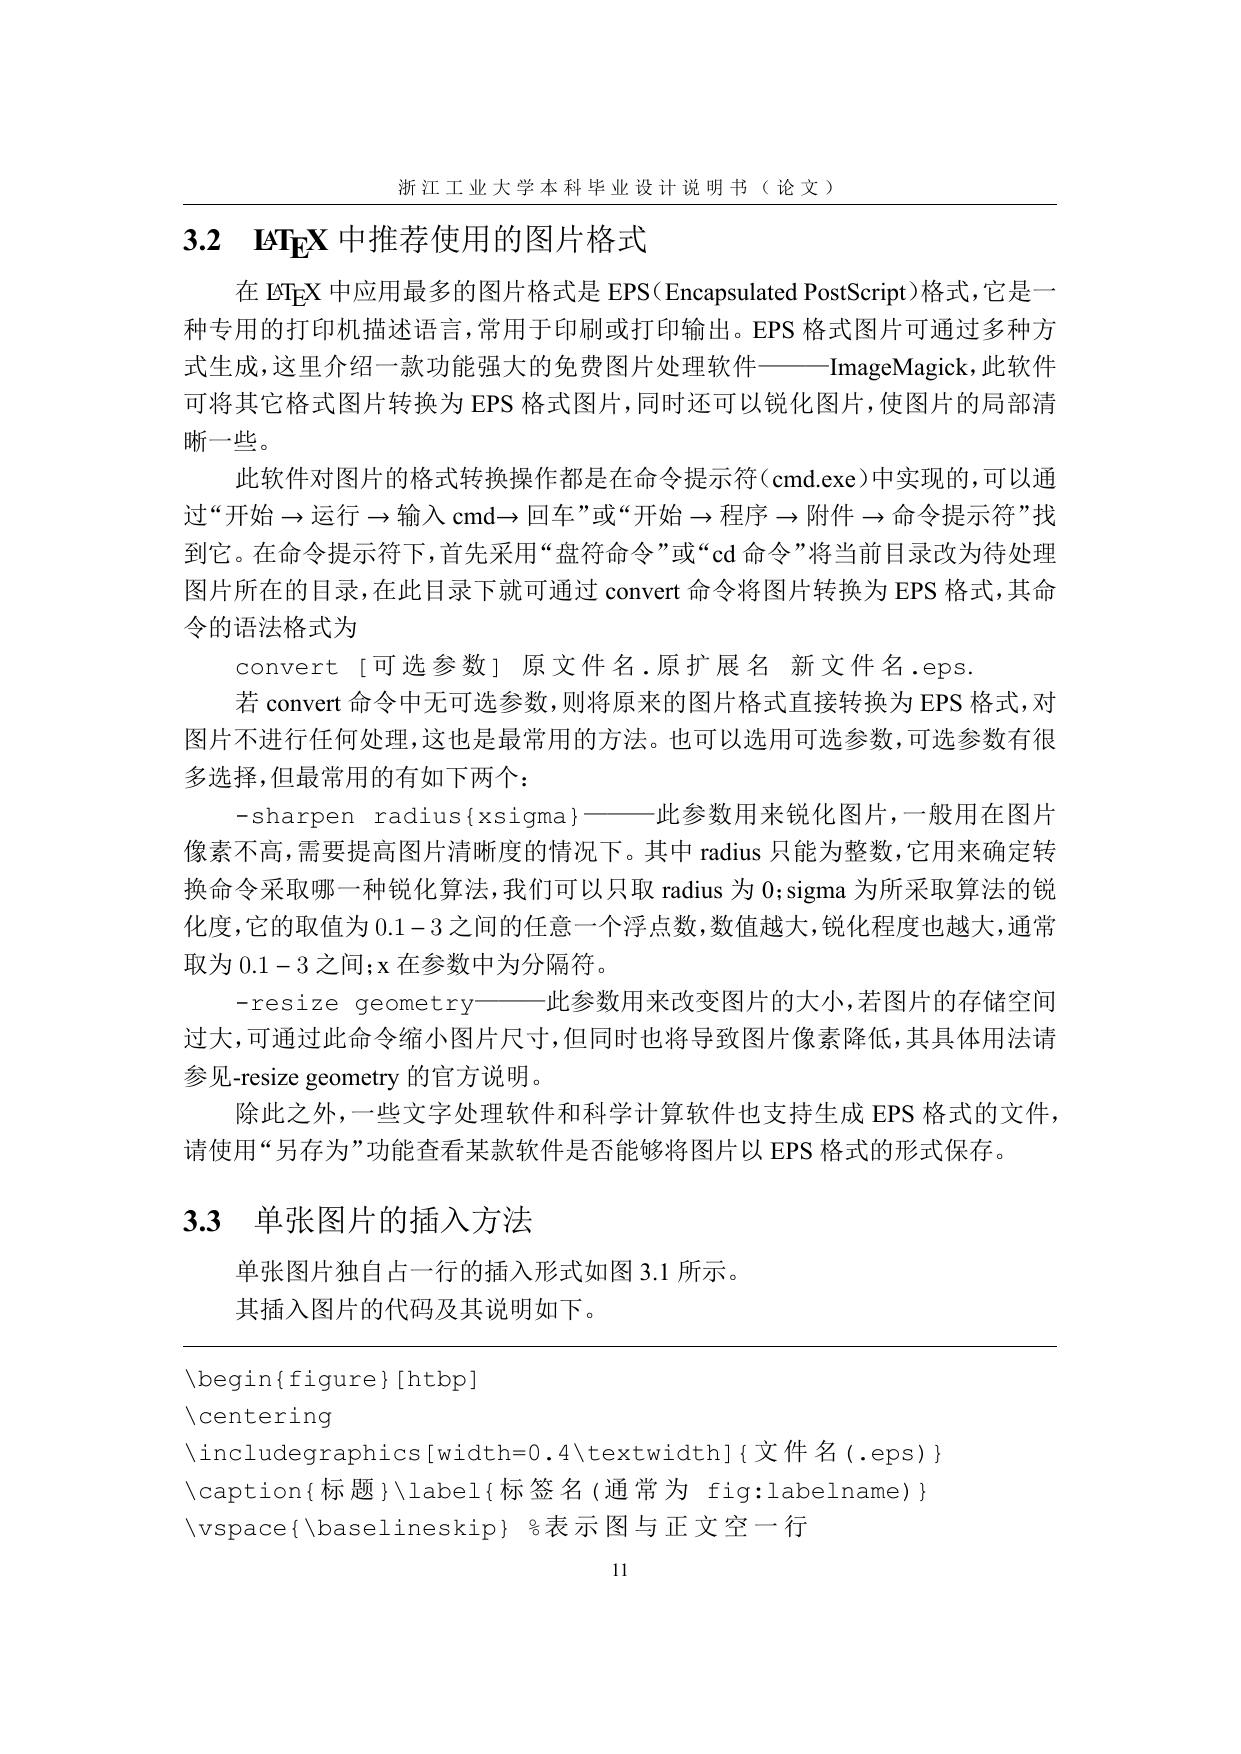 浙江工业大学本科毕业设计说明书（论文）
3.2 LATEX 中推荐使用的图片格式
在 LATEX 中应用最多的图片格式是 EPS（Encapsulated PostScript）格式，它是一
种专用的打印机描述语言，常用于印刷或打印输出。EPS 格式图片可通过多种方
式生成，这里介绍一款功能强大的免费图片处理软件———ImageMagick，此软件
可将其它格式图片转换为 EPS 格式图片，同时还可以锐化图片，使图片的局部清
晰一些。
此软件对图片的格式转换操作都是在命令提示符（cmd.exe）中实现的，可以通
过“开始 → 运行 → 输入 cmd→ 回车”或“开始 → 程序 → 附件 → 命令提示符”找
到它。在命令提示符下，首先采用“盘符命令”或“cd 命令”将当前目录改为待处理
图片所在的目录，在此目录下就可通过 convert 命令将图片转换为 EPS 格式，其命
令的语法格式为
convert [可选参数] 原文件名.原扩展名 新文件名.eps.
若 convert 命令中无可选参数，则将原来的图片格式直接转换为 EPS 格式，对
图片不进行任何处理，这也是最常用的方法。也可以选用可选参数，可选参数有很
多选择，但最常用的有如下两个：
-sharpen radius{xsigma}———此参数用来锐化图片，一般用在图片
像素不高，需要提高图片清晰度的情况下。其中 radius 只能为整数，它用来确定转
换命令采取哪一种锐化算法，我们可以只取 radius 为 0；sigma 为所采取算法的锐
化度，它的取值为 0.1 – 3 之间的任意一个浮点数，数值越大，锐化程度也越大，通常
取为 0.1 – 3 之间；x 在参数中为分隔符。
-resize geometry———此参数用来改变图片的大小，若图片的存储空间
过大，可通过此命令缩小图片尺寸，但同时也将导致图片像素降低，其具体用法请
参见-resize geometry 的官方说明。
除此之外，一些文字处理软件和科学计算软件也支持生成 EPS 格式的文件，
请使用“另存为”功能查看某款软件是否能够将图片以 EPS 格式的形式保存。
3.3 单张图片的插入方法
单张图片独自占一行的插入形式如图 3.1 所示。
其插入图片的代码及其说明如下。
\begin{figure}[htbp]
\centering
\includegraphics[width=0.4\textwidth]{文件名(.eps)}
\caption{标题}\label{标签名(通常为 fig:labelname)}
\vspace{\baselineskip} %表示图与正文空一行
11